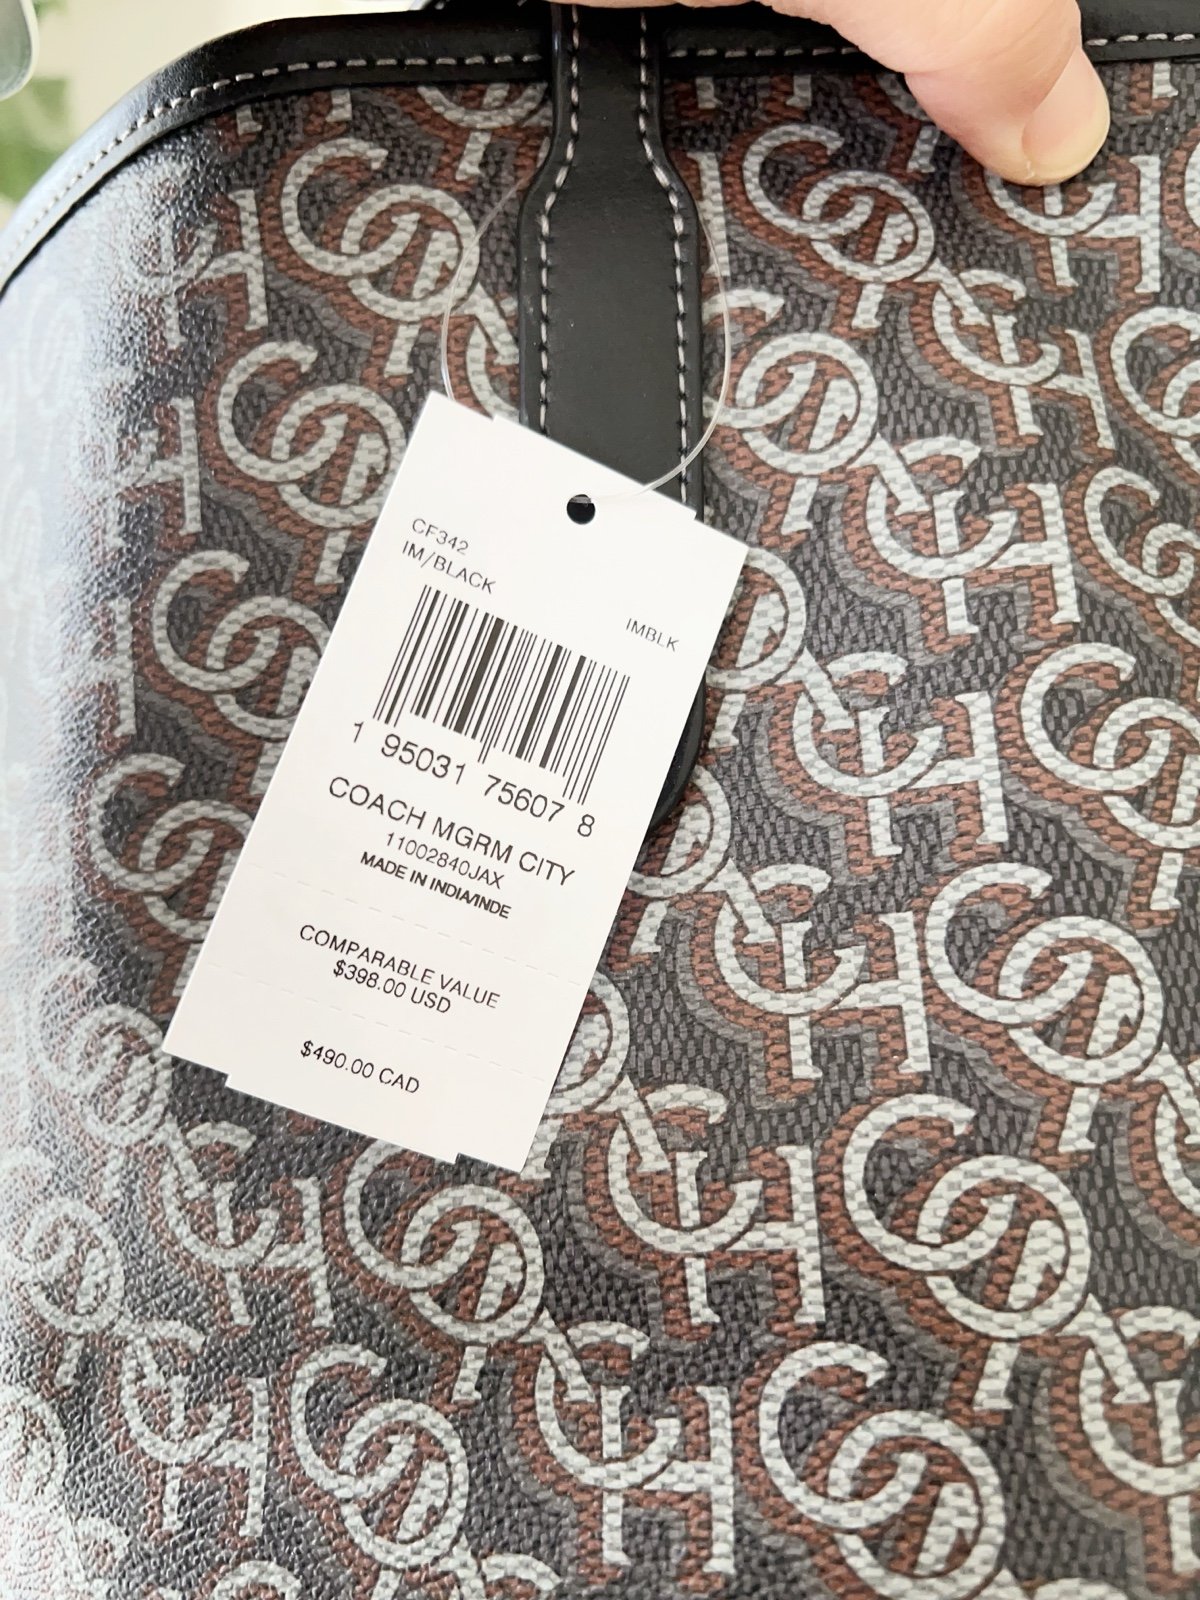 CF342
IM/BLACK
IMBLK
1 95031 75607 8
COACH MGRM CITY
11002840JAX
MADE IN INDIA/INDE
COMPARABLE VALUE
$398.00 USD
$490.00 CAD